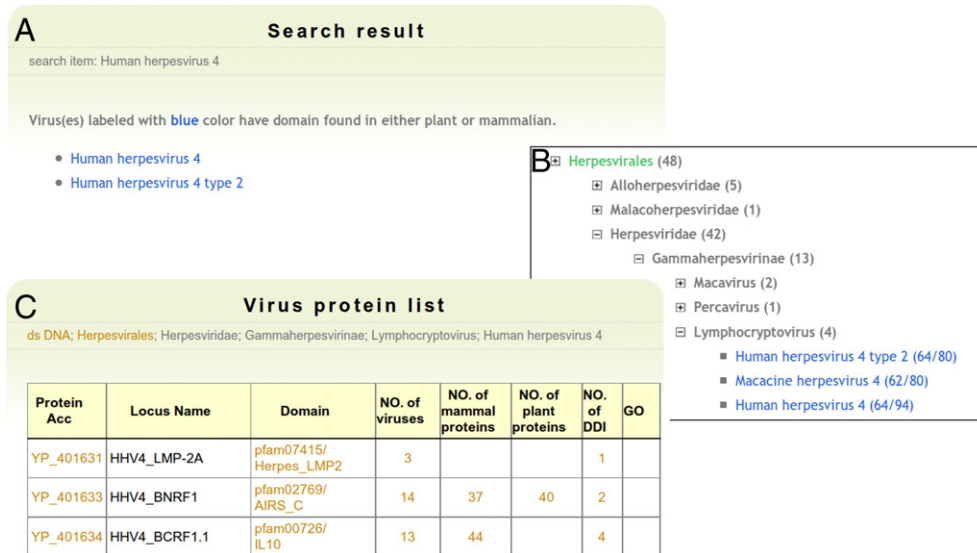 A
Search result
search item: Human herpesvirus 4
Virus(es) labeled with blue color have domain found in either plant or mammalian.
Human herpesvirus 4
Human herpesvirus 4 type 2
B
Herpesvirales (48)
Alloherpesviridae (5)
Malacoherpesviridae (1)
Herpesviridae (42)
Gammaherpesvirinae (13)
Macavirus (2)
Percavirus (1)
Lymphocryptovirus (4)
Human herpesvirus 4 type 2 (64/80)
Macacine herpesvirus 4 (62/80)
Human herpesvirus 4 (64/94)
C
Virus protein list
ds DNA; Herpesvirales; Herpesviridae; Gammaherpesvirinae; Lymphocryptovirus; Human herpesvirus 4
Protein Acc Locus Name Domain NO. of viruses NO. of mammal proteins NO. of plant proteins NO. of DDI GO
YP_401631 HHV4_LMP-2A pfam07415/ Herpes_LMP2 3 1
YP_401633 HHV4_BNRF1 pfam02769/ AIRS_C 14 37 40 2
YP_401634 HHV4_BCRF1.1 pfam00726/ IL10 13 44 4